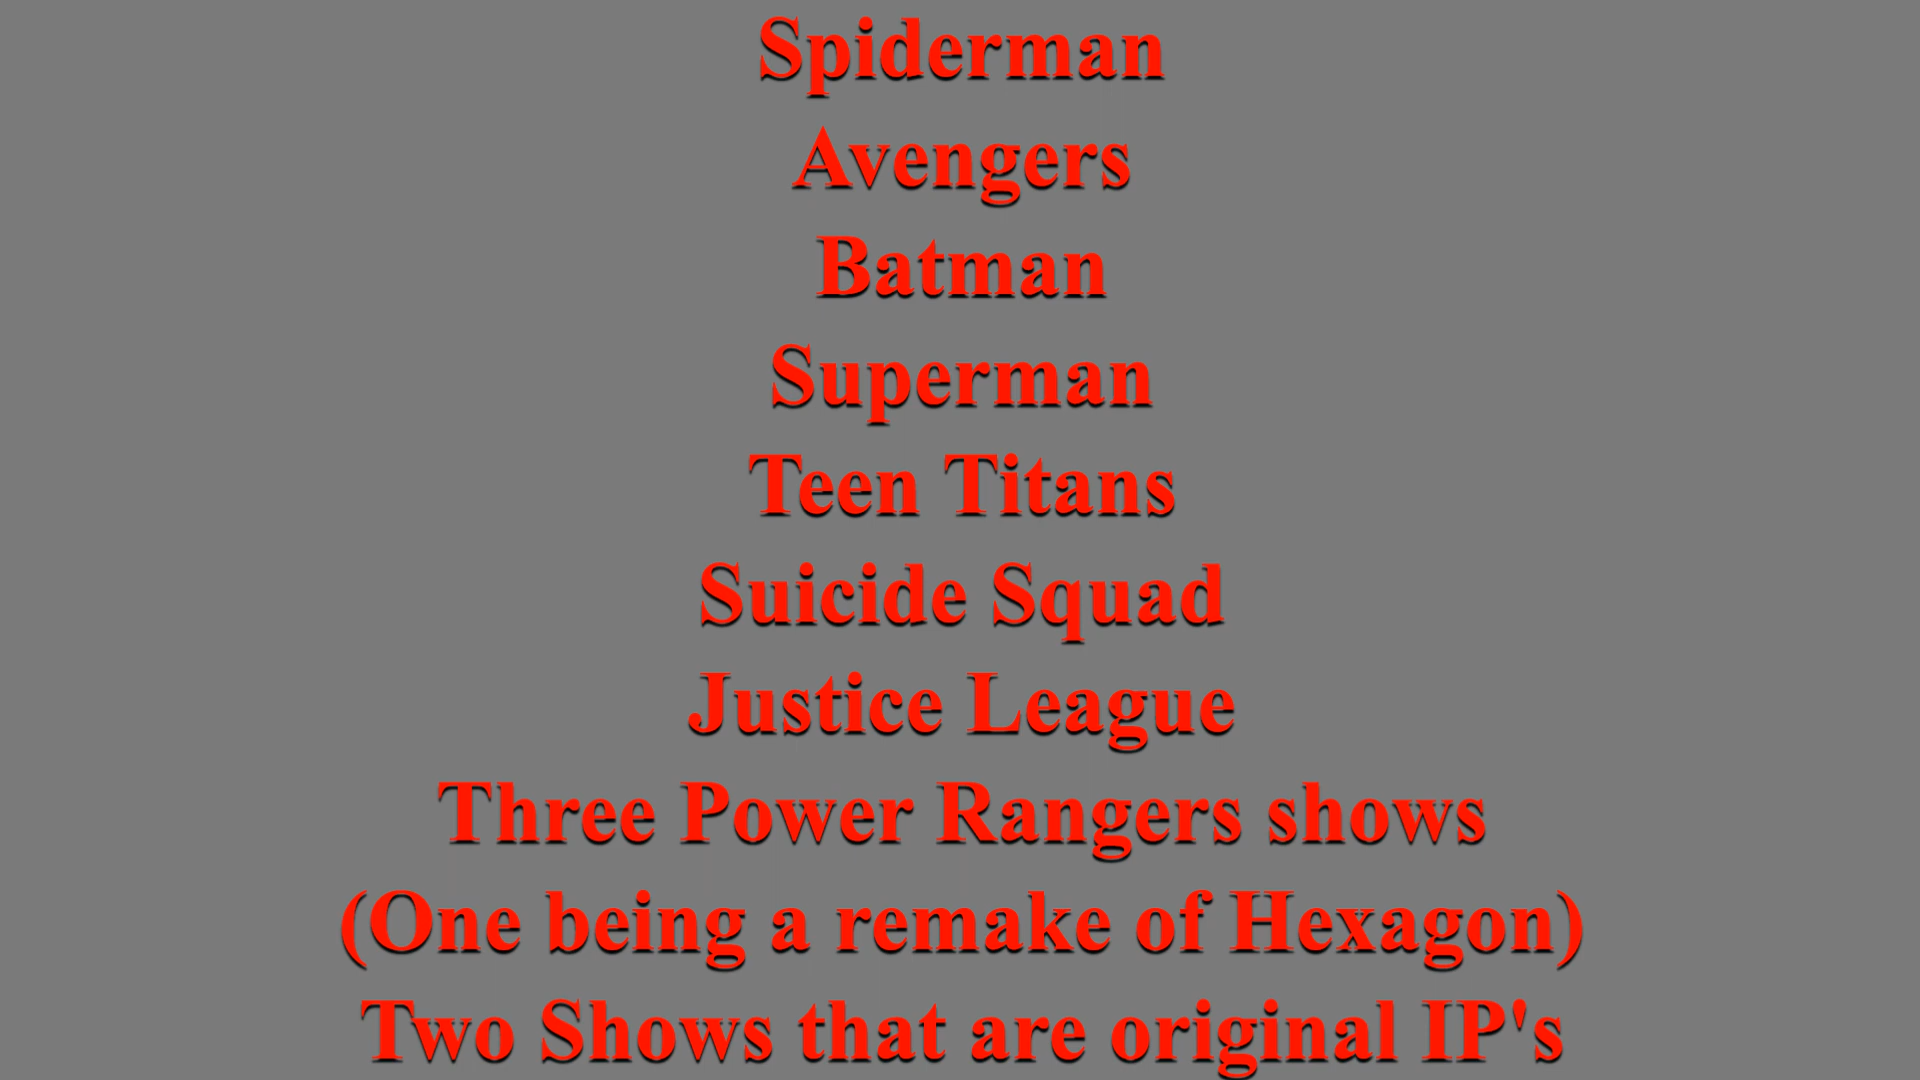 Spiderman
Avengers
Batman
Superman
Teen Titans
Suicide Squad
Justice League
Three Power Rangers shows
(One being a remake of Hexagon)
Two Shows that are original IP's